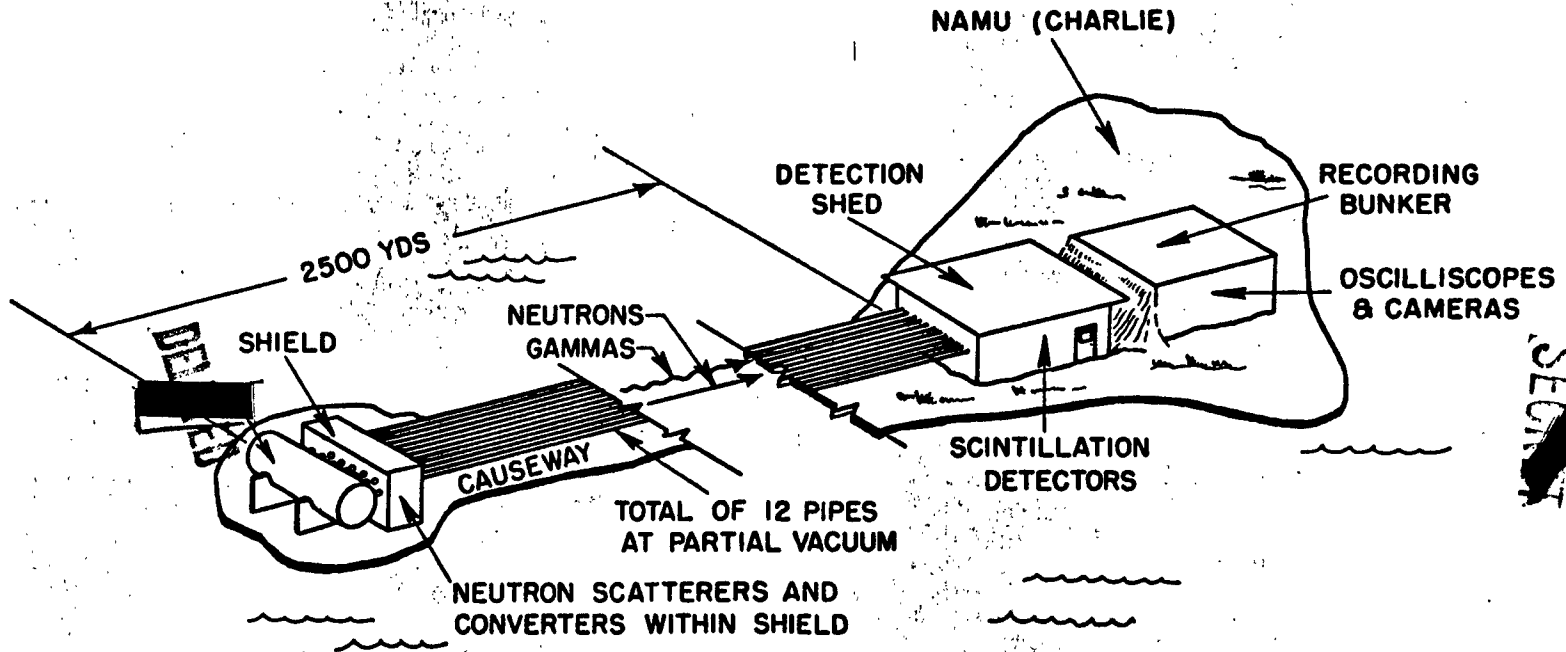 NAMU (CHARLIE)
DETECTION
SHED
RECORDING
BUNKER
2500 YDS
OSCILLISCOPES
& CAMERAS
NEUTRONS
GAMMAS
SHIELD
CAUSEWAY
SCINTILLATION
DETECTORS
TOTAL OF 12 PIPES
AT PARTIAL VACUUM
NEUTRON SCATTERERS AND
CONVERTERS WITHIN SHIELD